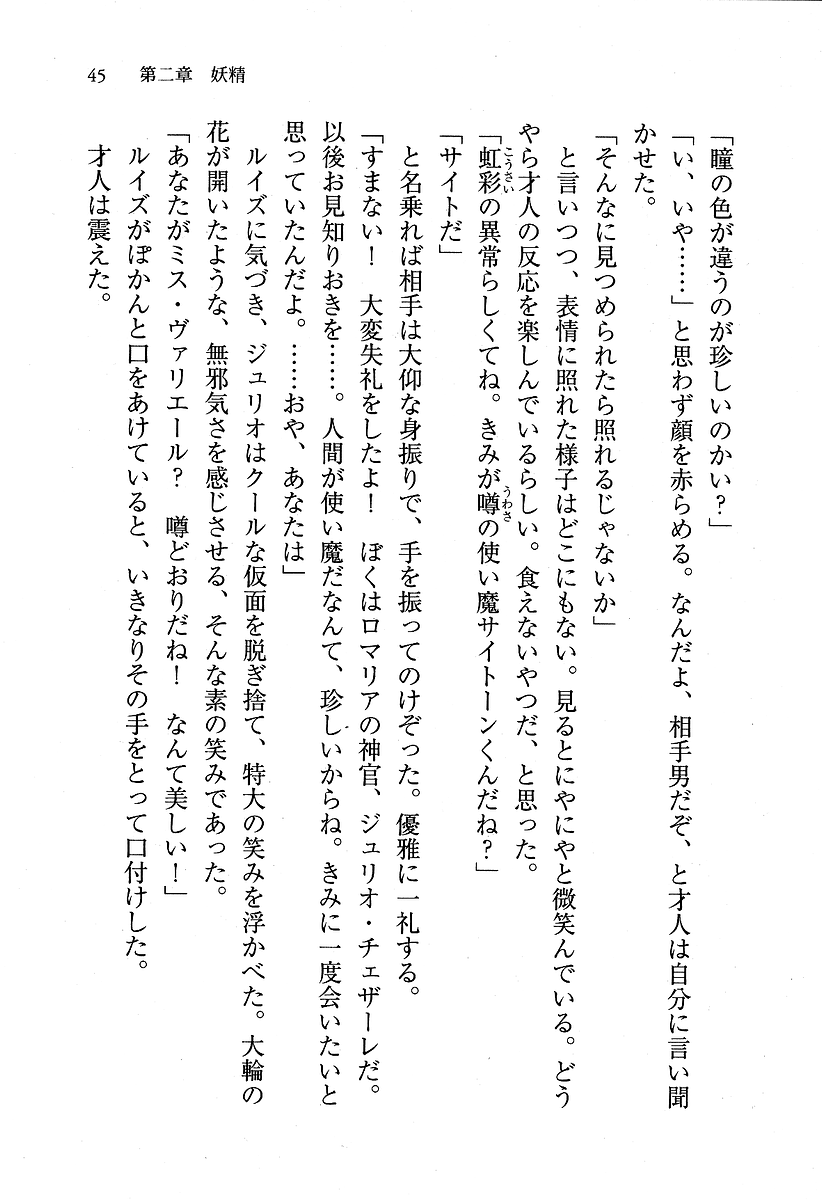 45　第二章　妖精
「瞳の色が違うのが珍しいのかい？」
「い、いや……」と思わず顔を赤らめる。なんだよ、相手男だぞ、と才人は自分に言い聞
かせた。
「そんなに見つめられたら照れるじゃないか」
　と言いつつ、表情に照れた様子はどこにもない。見るとにやにやと微笑んでいる。どう
やら才人の反応を楽しんでいるらしい。食えないやつだ、と思った。
「虹彩の異常らしくてね。きみが噂の使い魔サイトーンくんだね？」
「サイトだ」
　と名乗れば相手は大仰な身振りで、手を振ってのけぞった。優雅に一礼する。
「すまない！　大変失礼をしたよ！　ぼくはロマリアの神官、ジュリオ・チェザーレだ。
以後お見知りおきを……。人間が使い魔だなんて、珍しいからね。きみに一度会いたいと
思っていたんだよ。……おや、あなたは」
　ルイズに気づき、ジュリオはクールな仮面を脱ぎ捨て、特大の笑みを浮かべた。大輪の
花が開いたような、無邪気さを感じさせる、そんな素の笑みであった。
「あなたがミス・ヴァリエール？　噂どおりだね！　なんて美しい！」
　ルイズがぽかんと口をあけていると、いきなりその手をとって口付けした。
　才人は震えた。